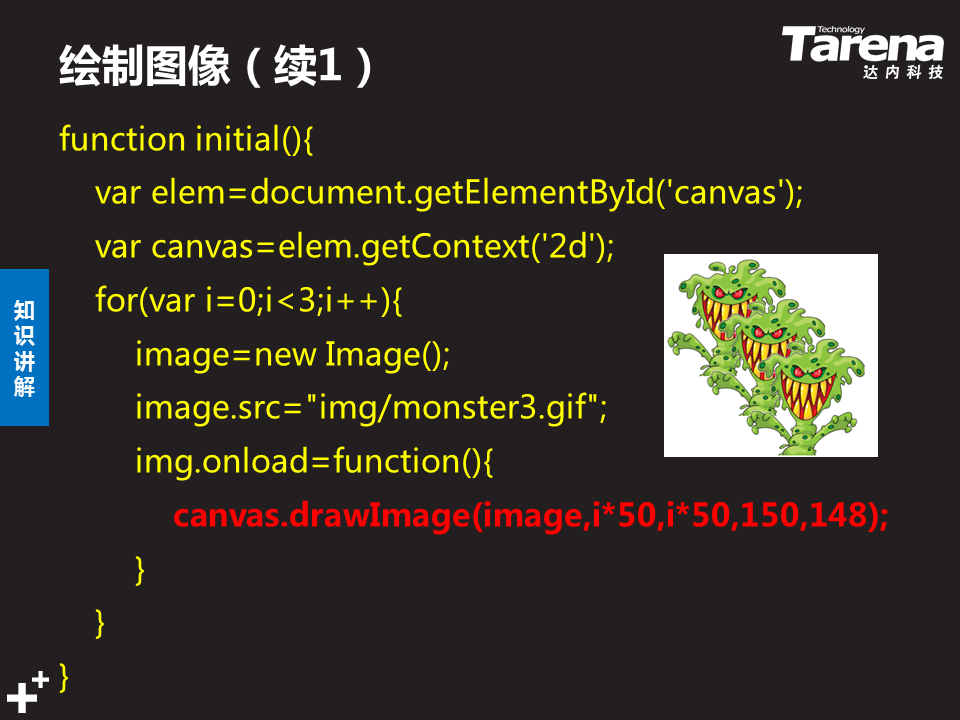 绘制图像（续1）
Technology
Tarena
达内科技
function initial(){
var elem=document.getElementById('canvas');
var canvas=elem.getContext('2d');
for(var i=0;i<3;i++){
image=new Image();
image.src="img/monster3.gif";
img.onload=function(){
canvas.drawImage(image,i*50,i*50,150,148);
}
}
}
知
识
讲
解